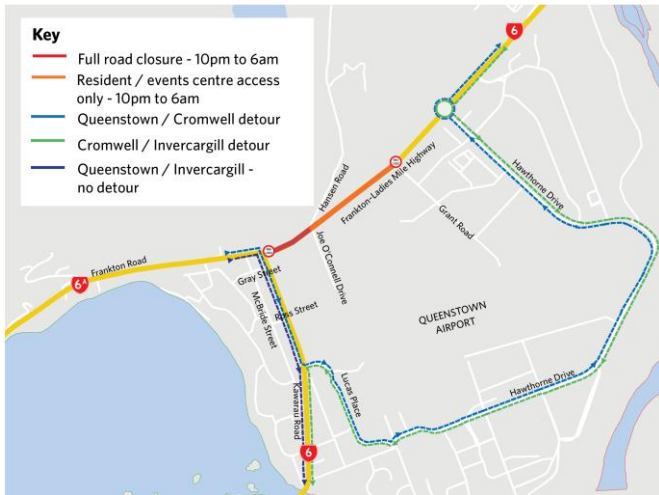 Key
Full road closure - 10pm to 6am
Resident / events centre access
only - 10pm to 6am
Queenstown / Cromwell detour
Cromwell / Invercargill detour
Queenstown / Invercargill -
no detour
6
Hansen Road
Frankton-Ladies Mile Highway
Hawthorne Drive
Grant Road
Joe O'Connell Drive
Frankton Road
6A
Gray Street
McBride Street
Ross Street
QUEENSTOWN
AIRPORT
Lucas Place
Hawthorne Drive
Kawarau Road
6